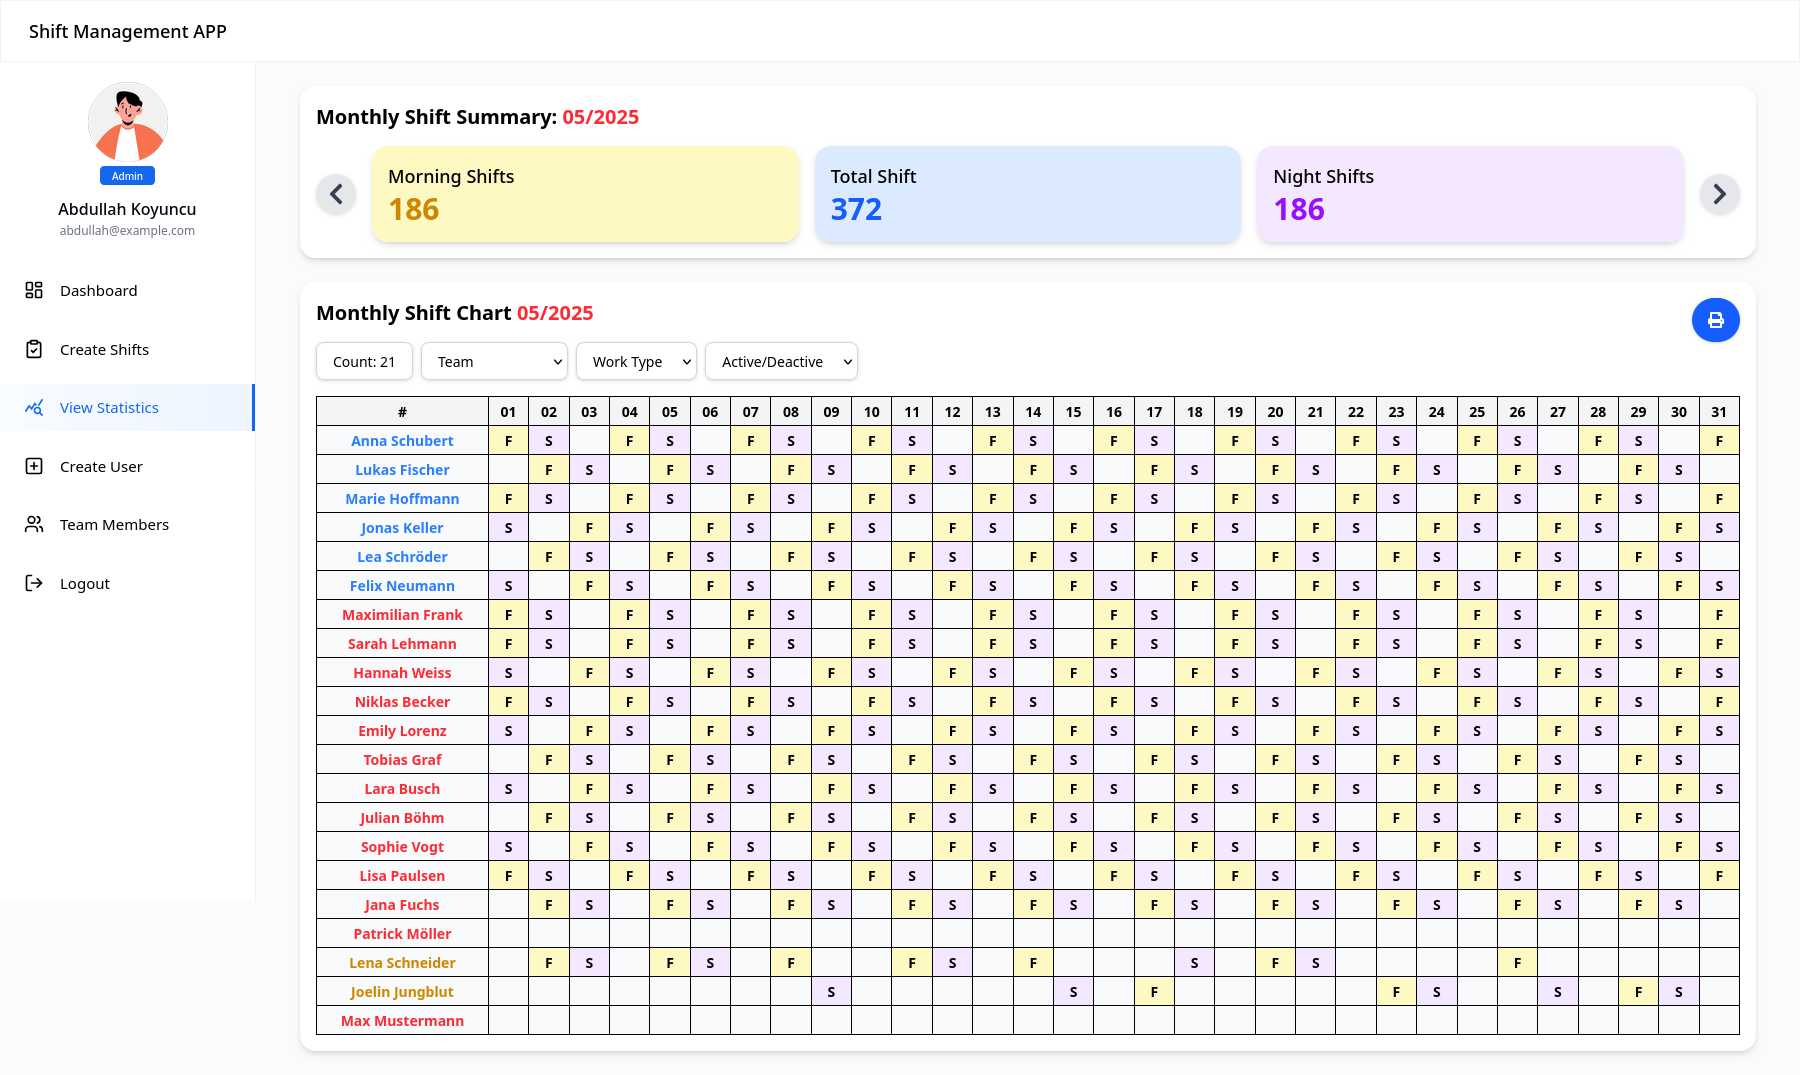 Shift Management APP
Admin
Abdullah Koyuncu
abdullah@example.com
Dashboard
Create Shifts
View Statistics
Create User
Team Members
Logout
Monthly Shift Summary: 05/2025
Morning Shifts
186
Total Shift
372
Night Shifts
186
Monthly Shift Chart 05/2025
Count: 21
Team
Work Type
Active/Deactive
# 01 02 03 04 05 06 07 08 09 10 11 12 13 14 15 16 17 18 19 20 21 22 23 24 25 26 27 28 29 30 31
Anna Schubert F S F S F S F S F S F S F S F S F S F S F
Lukas Fischer F S F S F S F S F S F S F S F S F S F S
Marie Hoffmann F S F S F S F S F S F S F S F S F S F S F
Jonas Keller S F S F S F S F S F S F S F S F S F S F S
Lea Schröder F S F S F S F S F S F S F S F S F S F S
Felix Neumann S F S F S F S F S F S F S F S F S F S F S
Maximilian Frank F S F S F S F S F S F S F S F S F S F S F
Sarah Lehmann F S F S F S F S F S F S F S F S F S F S F
Hannah Weiss S F S F S F S F S F S F S F S F S F S F S
Niklas Becker F S F S F S F S F S F S F S F S F S F S F
Emily Lorenz S F S F S F S F S F S F S F S F S F S F S
Tobias Graf F S F S F S F S F S F S F S F S F S F S
Lara Busch S F S F S F S F S F S F S F S F S F S F S
Julian Böhm F S F S F S F S F S F S F S F S F S F S
Sophie Vogt S F S F S F S F S F S F S F S F S F S F S
Lisa Paulsen F S F S F S F S F S F S F S F S F S F S F
Jana Fuchs F S F S F S F S F S F S F S F S F S F S
Patrick Möller
Lena Schneider F S F S F F S F S F S F
Joelin Jungblut S S F F S S F S
Max Mustermann